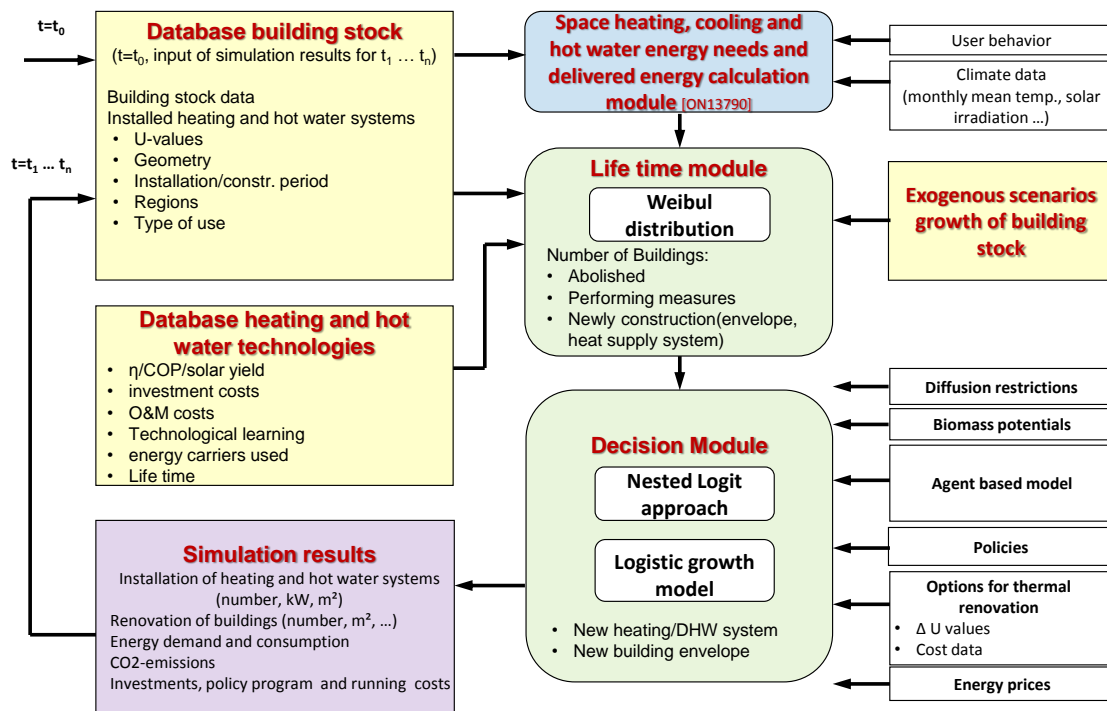 t=t0
Database building stock
(t=t0, input of simulation results for t1 … tn)
Building stock data
Installed heating and hot water systems
• U-values
• Geometry
• Installation/constr. period
• Regions
• Type of use
t=t1 ... tn
Database heating and hot
water technologies
• η/COP/solar yield
• investment costs
• O&M costs
• Technological learning
• energy carriers used
• Life time
Simulation results
Installation of heating and hot water systems
(number, kW, m²)
Renovation of buildings (number, m², …)
Energy demand and consumption
CO2-emissions
Investments, policy program and running costs
Space heating, cooling and
hot water energy needs and
delivered energy calculation
module [ON13790]
Life time module
Weibul
distribution
Number of Buildings:
• Abolished
• Performing measures
• Newly construction(envelope,
heat supply system)
Decision Module
Nested Logit
approach
Logistic growth
model
• New heating/DHW system
• New building envelope
User behavior
Climate data
(monthly mean temp., solar
irradiation …)
Exogenous scenarios
growth of building
stock
Diffusion restrictions
Biomass potentials
Agent based model
Policies
Options for thermal
renovation
• Δ U values
• Cost data
Energy prices